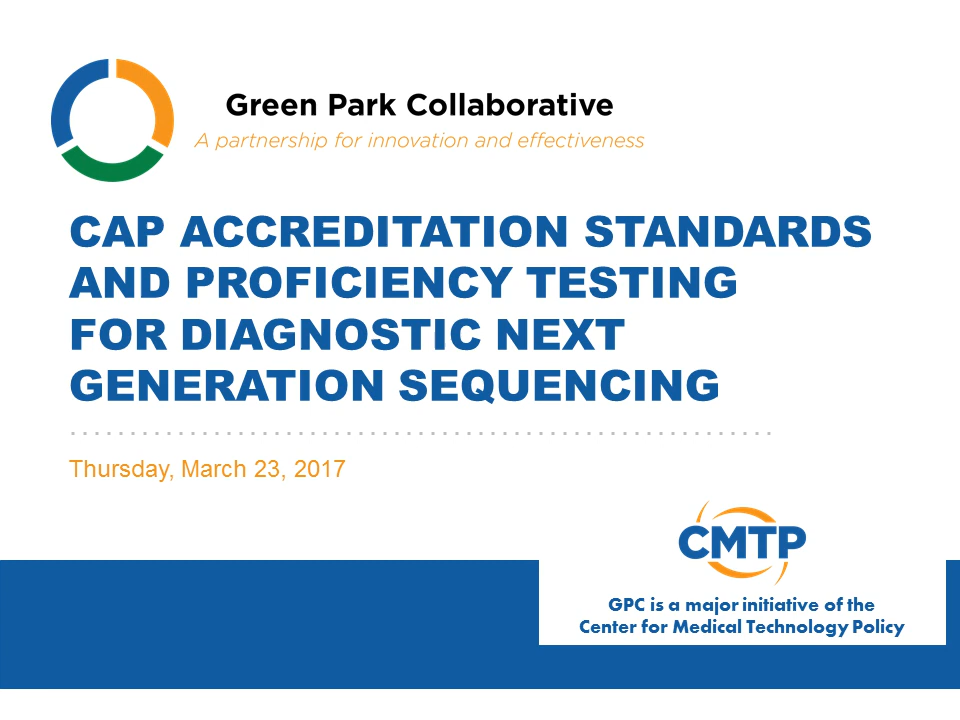 Green Park Collaborative
A partnership for innovation and effectiveness
CAP ACCREDITATION STANDARDS
AND PROFICIENCY TESTING
FOR DIAGNOSTIC NEXT
GENERATION SEQUENCING
Thursday, March 23, 2017
CMTP
GPC is a major initiative of the
Center for Medical Technology Policy